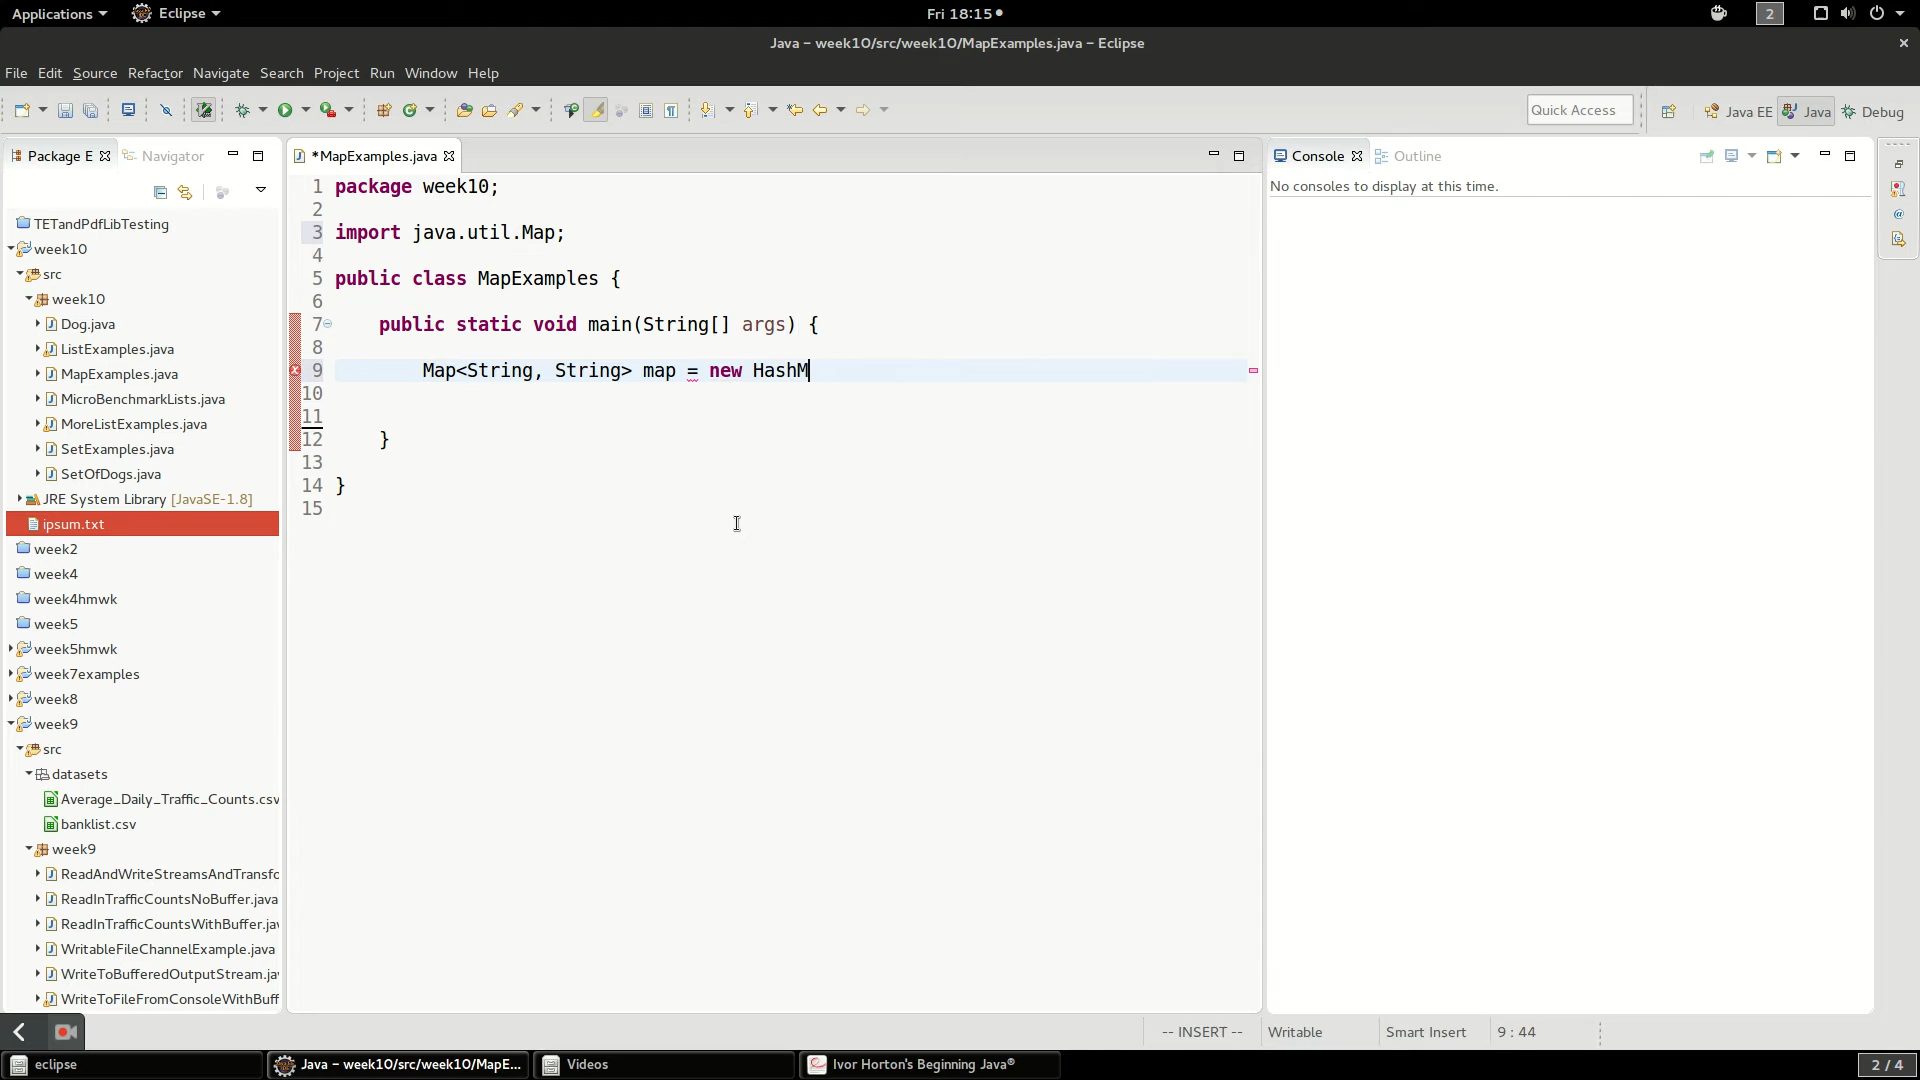 Applications
Eclipse
Fri 18:15
2
Java - week10/src/week10/MapExamples.java - Eclipse
File Edit Source Refactor Navigate Search Project Run Window Help
Quick Access
Java EE
Java
Debug
Package E
Navigator
*MapExamples.java
Console
Outline
No consoles to display at this time.
TETandPdfLibTesting
week10
src
week10
Dog.java
ListExamples.java
MapExamples.java
MicroBenchmarkLists.java
MoreListExamples.java
SetExamples.java
SetOfDogs.java
JRE System Library [JavaSE-1.8]
ipsum.txt
week2
week4
week4hmwk
week5
week5hmwk
week7examples
week8
week9
src
datasets
Average_Daily_Traffic_Counts.csv
banklist.csv
week9
ReadAndWriteStreamsAndTransfo
ReadInTrafficCountsNoBuffer.java
ReadInTrafficCountsWithBuffer.jav
WritableFileChannelExample.java
WriteToBufferedOutputStream.jav
WriteToFileFromConsoleWithBuff
1 package week10;
2
3 import java.util.Map;
4
5 public class MapExamples {
6
7 public static void main(String[] args) {
8
9 Map<String, String> map = new HashM
10
11
12 }
13
14 }
15
-- INSERT --
Writable
Smart Insert
9 : 44
eclipse
Java - week10/src/week10/MapE...
Videos
Ivor Horton's Beginning Java®
2 / 4